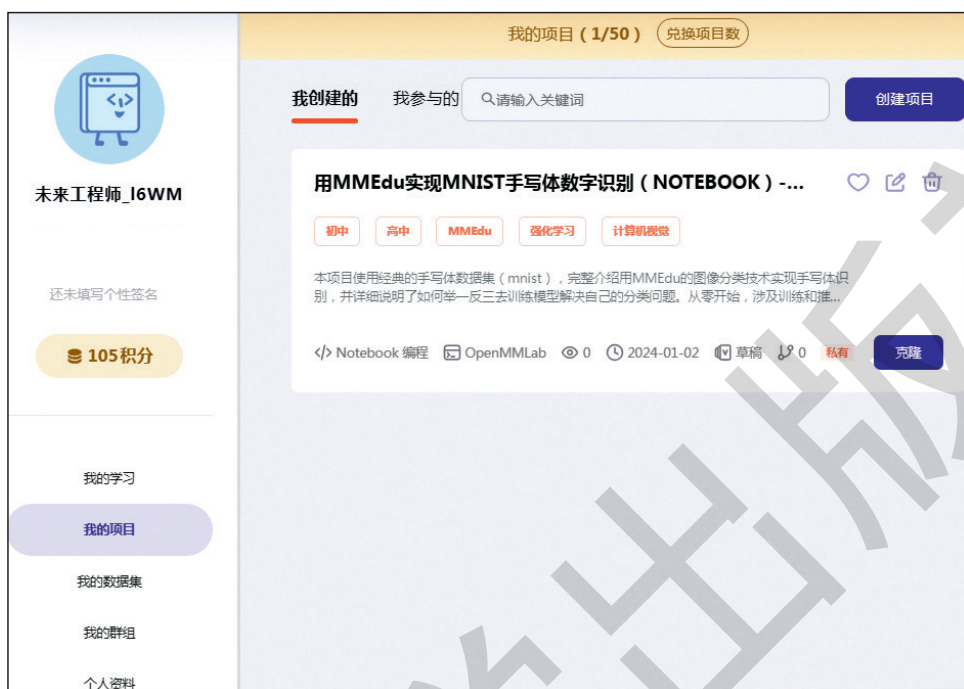 我的项目（1/50） 兑换项目数
我创建的 我参与的 请输入关键词 创建项目
未来工程师_l6WM
用MMEdu实现MNIST手写体数字识别（NOTEBOOK）-...
初中 高中 MMEdu 强化学习 计算机视觉
本项目使用经典的手写体数据集（mnist），完整介绍用MMEdu的图像分类技术实现手写体识
别，并详细说明了如何举一反三去训练模型解决自己的分类问题。从零开始，涉及训练和推...
还未填写个性签名
105积分
</> Notebook 编程 OpenMMLab 0 2024-01-02 草稿 0 私有 克隆
我的学习
我的项目
我的数据集
我的群组
个人资料